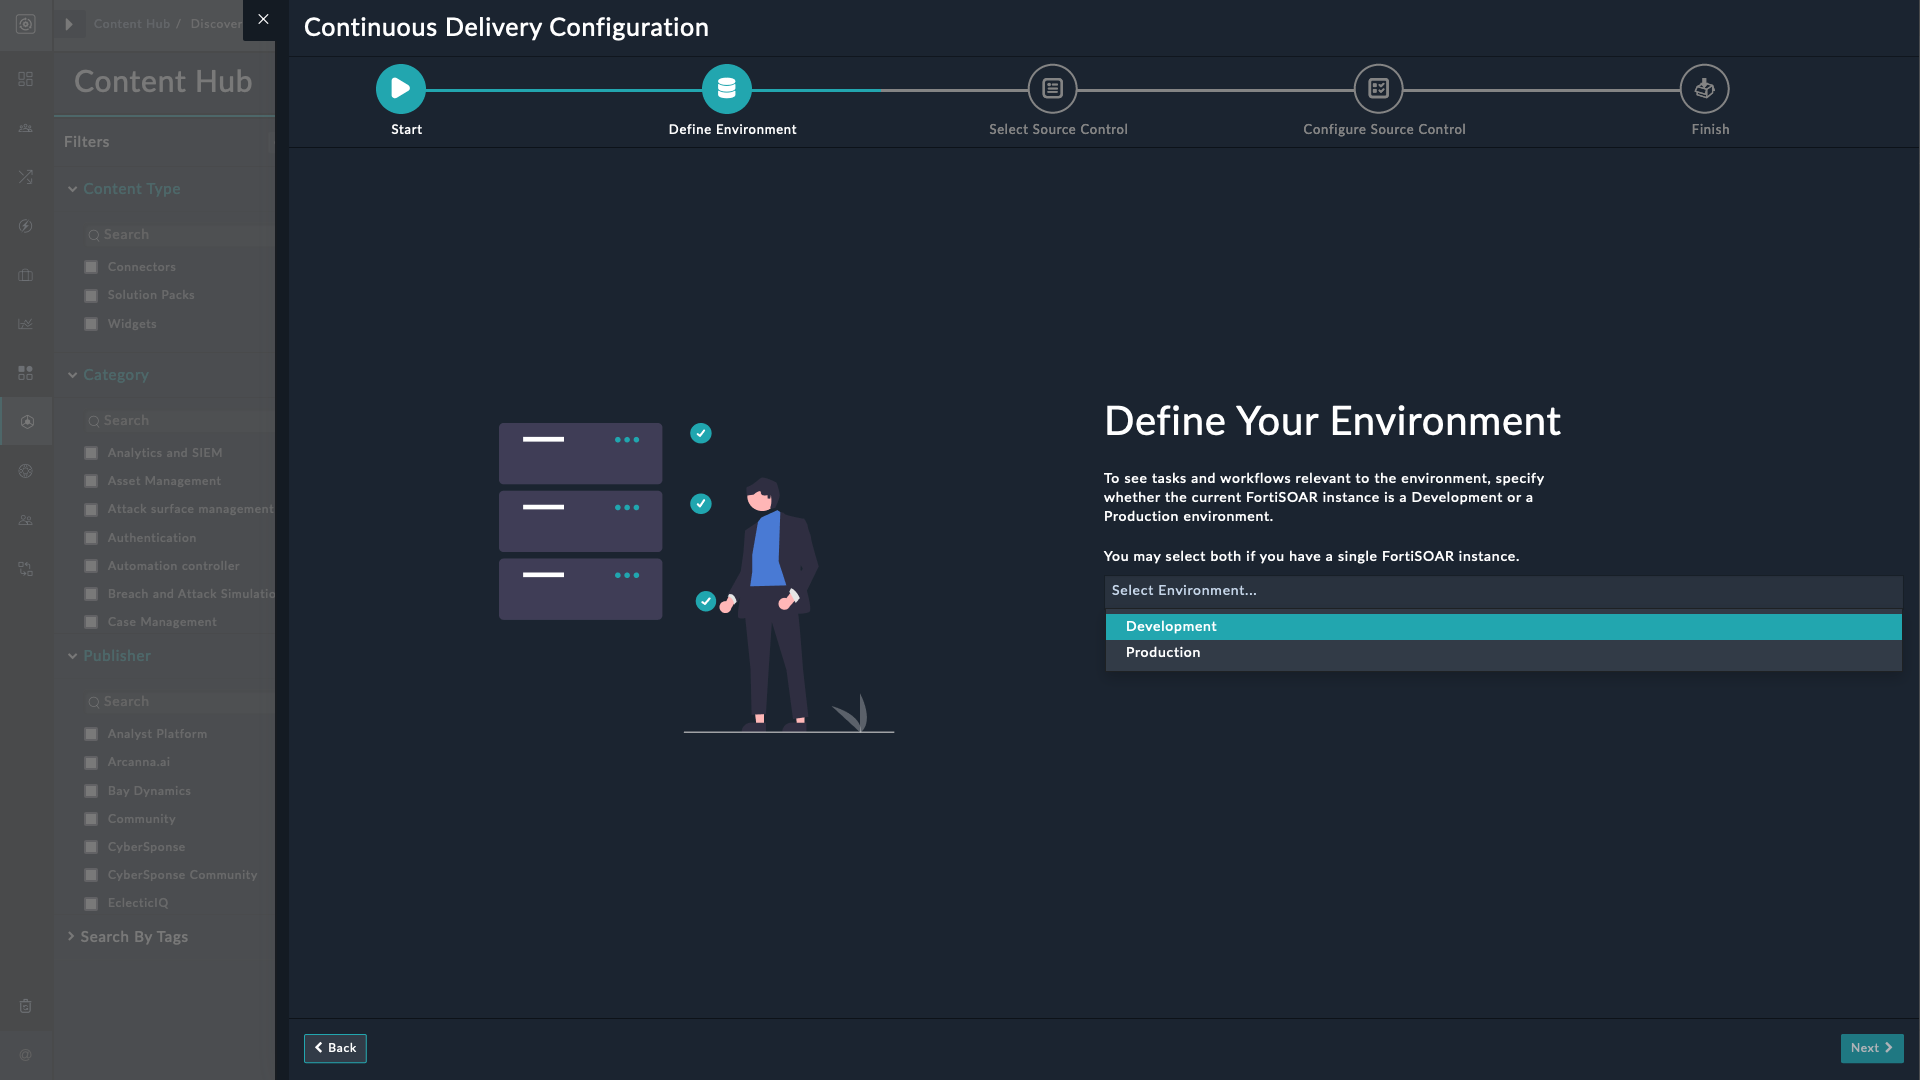 Content Hub / Discover
Continuous Delivery Configuration
Content Hub
Start
Define Environment
Select Source Control
Configure Source Control
Finish
Filters
Content Type
Search
Connectors
Solution Packs
Widgets
Category
Search
Analytics and SIEM
Asset Management
Attack surface management
Authentication
Automation controller
Breach and Attack Simulatio
Case Management
Publisher
Search
Analyst Platform
Arcanna.ai
Bay Dynamics
Community
CyberSponse
CyberSponse Community
EclecticIQ
Search By Tags
Define Your Environment
To see tasks and workflows relevant to the environment, specify
whether the current FortiSOAR instance is a Development or a
Production environment.
You may select both if you have a single FortiSOAR instance.
Select Environment...
Development
Production
Back
Next